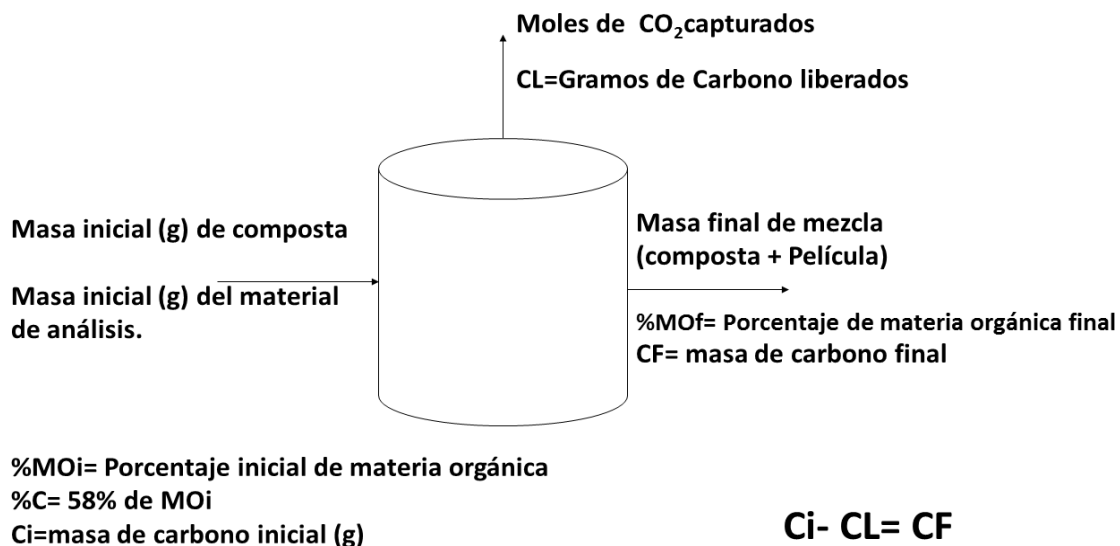 Moles de CO₂capturados
CL=Gramos de Carbono liberados
Masa inicial (g) de composta
Masa inicial (g) del material
de análisis.
Masa final de mezcla
(composta + Película)
%MOf= Porcentaje de materia orgánica final
CF= masa de carbono final
%MOi= Porcentaje inicial de materia orgánica
%C= 58% de MOi
Ci=masa de carbono inicial (g)
Ci- CL= CF